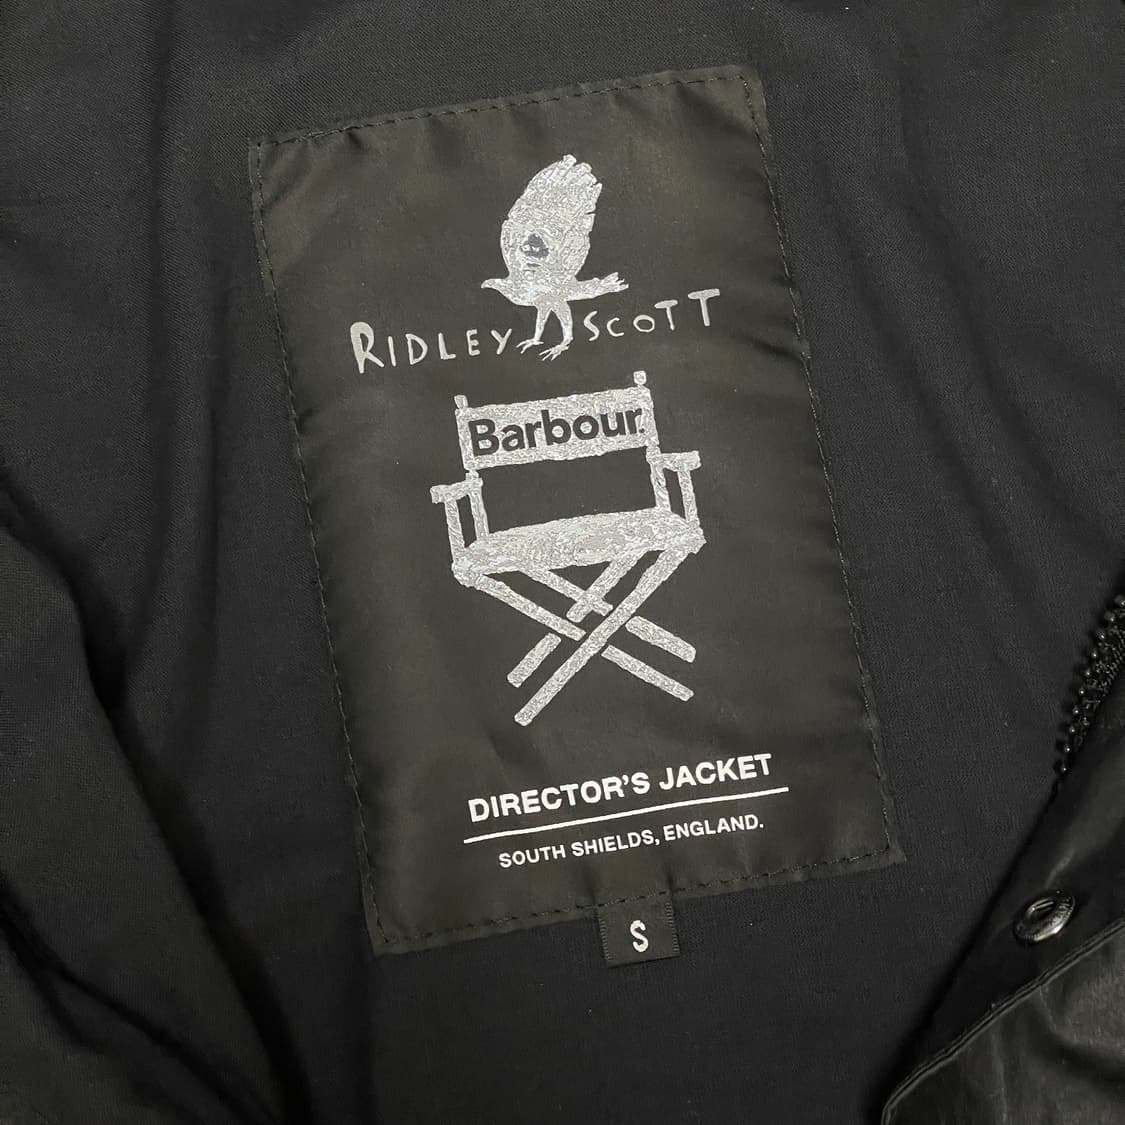 RIDLEY SCOTT
Barbour.
DIRECTOR'S JACKET
SOUTH SHIELDS, ENGLAND.
S